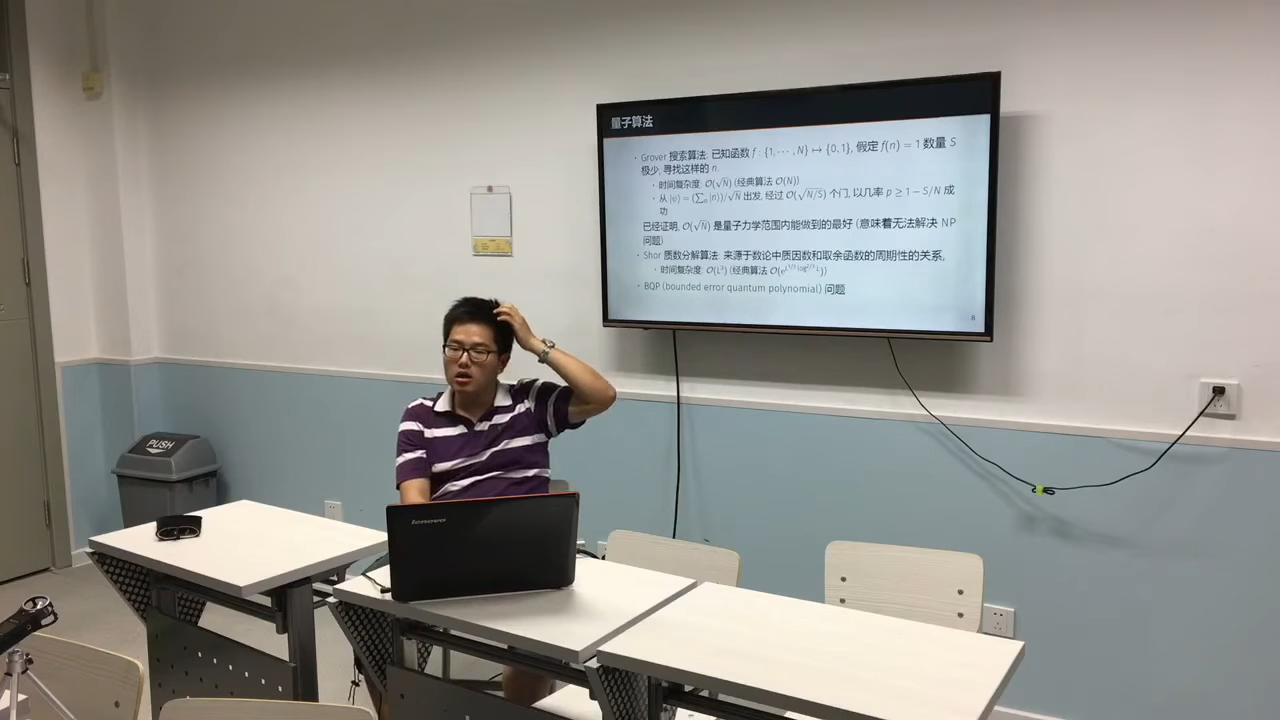 量子算法
· Grover 搜索算法: 已知函数 f : {1, ⋯ , N} ↦ {0, 1}, 假定 f(n) = 1 数量 S
极少, 寻找这样的 n.
· 时间复杂度: O(√N) (经典算法 O(N))
· 从 |ψ⟩ = (∑ₙ |n⟩)/√N 出发, 经过 O(√N/S) 个门, 以几率 p ≥ 1 − S/N 成
功
已经证明, O(√N) 是量子力学范围内能做到的最好 (意味着无法解决 NP
问题)
· Shor 质数分解算法: 来源于数论中质因数和取余函数的周期性的关系,
· 时间复杂度: O(L³) (经典算法 O(e^{L^{1/3} log^{2/3} L}))
· BQP (bounded error quantum polynomial) 问题
8
PUSH
lenovo